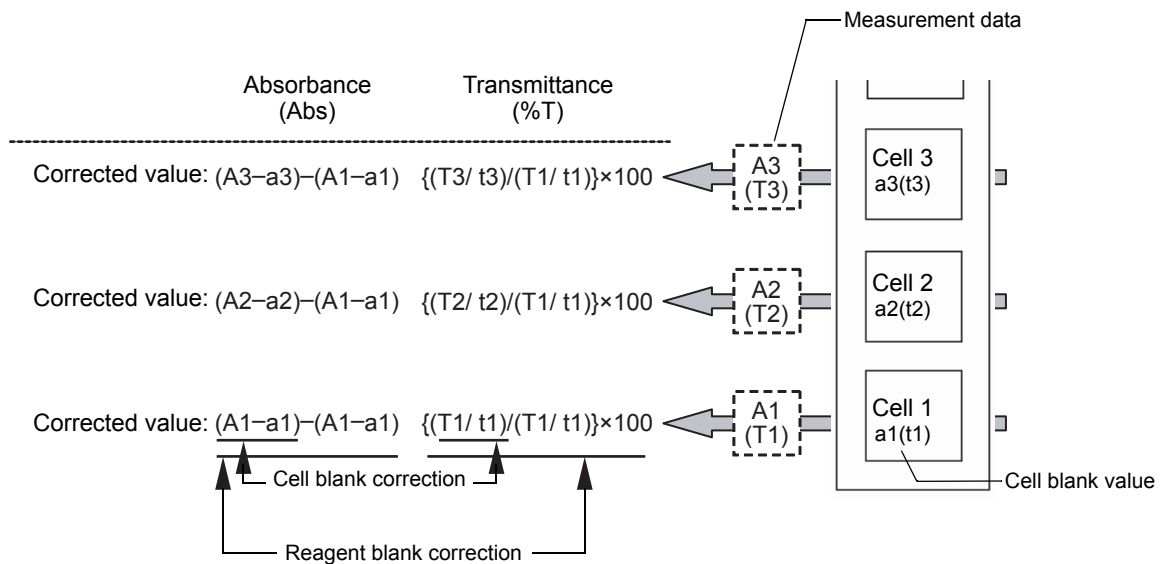 Measurement data
Absorbance
(Abs)
Transmittance
(%T)
Corrected value: (A3–a3)–(A1–a1) {(T3/ t3)/(T1/ t1)}×100
A3
(T3)
Cell 3
a3(t3)
Corrected value: (A2–a2)–(A1–a1) {(T2/ t2)/(T1/ t1)}×100
A2
(T2)
Cell 2
a2(t2)
Corrected value: (A1–a1)–(A1–a1) {(T1/ t1)/(T1/ t1)}×100
A1
(T1)
Cell 1
a1(t1)
Cell blank correction
Cell blank value
Reagent blank correction